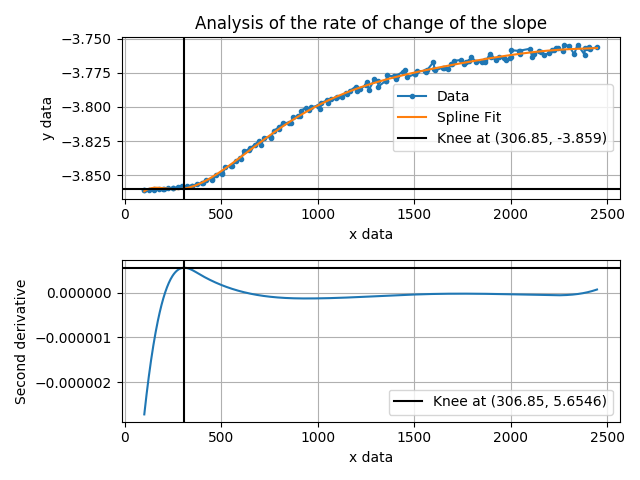 Analysis of the rate of change of the slope
−3.750
−3.775
−3.800
−3.825
−3.850
y data
Data
Spline Fit
Knee at (306.85, -3.859)
0
500
1000
1500
2000
2500
x data
0.000000
−0.000001
−0.000002
Second derivative
Knee at (306.85, 5.6546)
0
500
1000
1500
2000
2500
x data